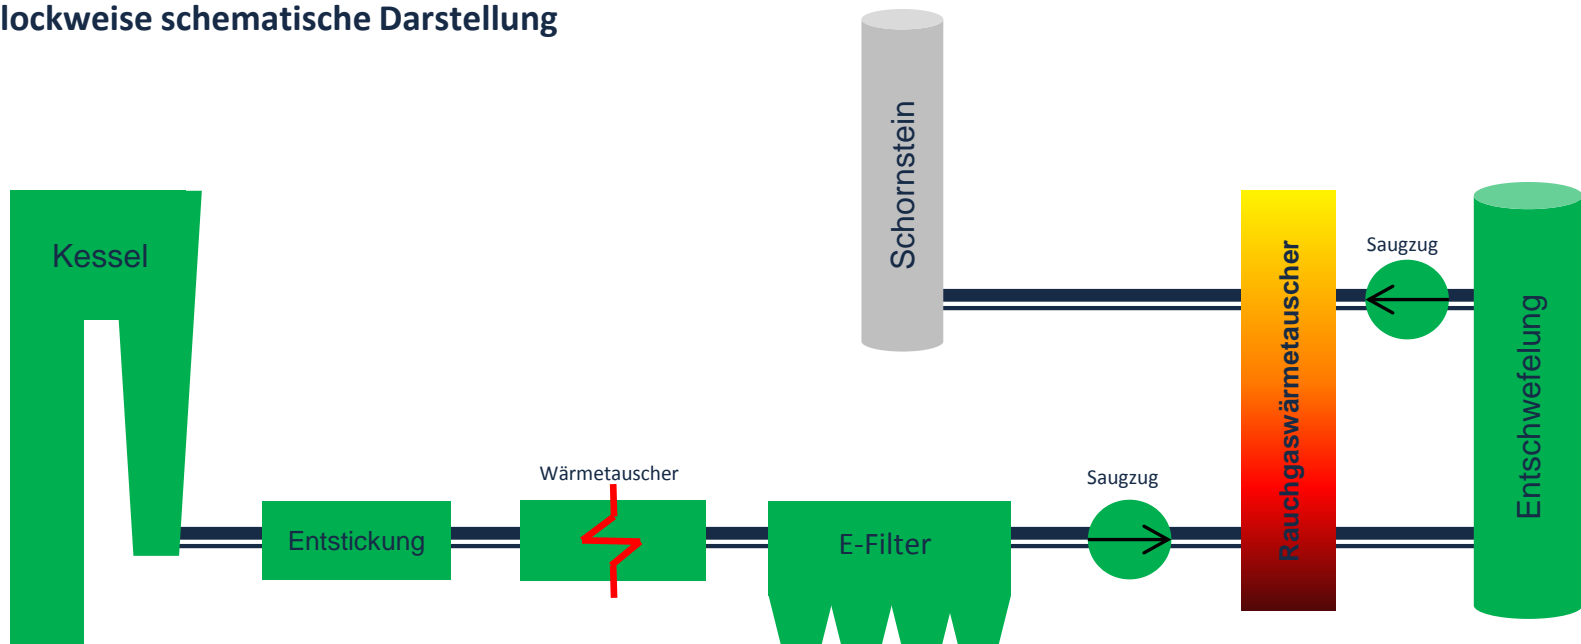 lockweise schematische Darstellung
Schornstein
Kessel
Saugzug
Rauchgaswärmetauscher
Entschwefelung
Wärmetauscher
Saugzug
Entstickung
E-Filter